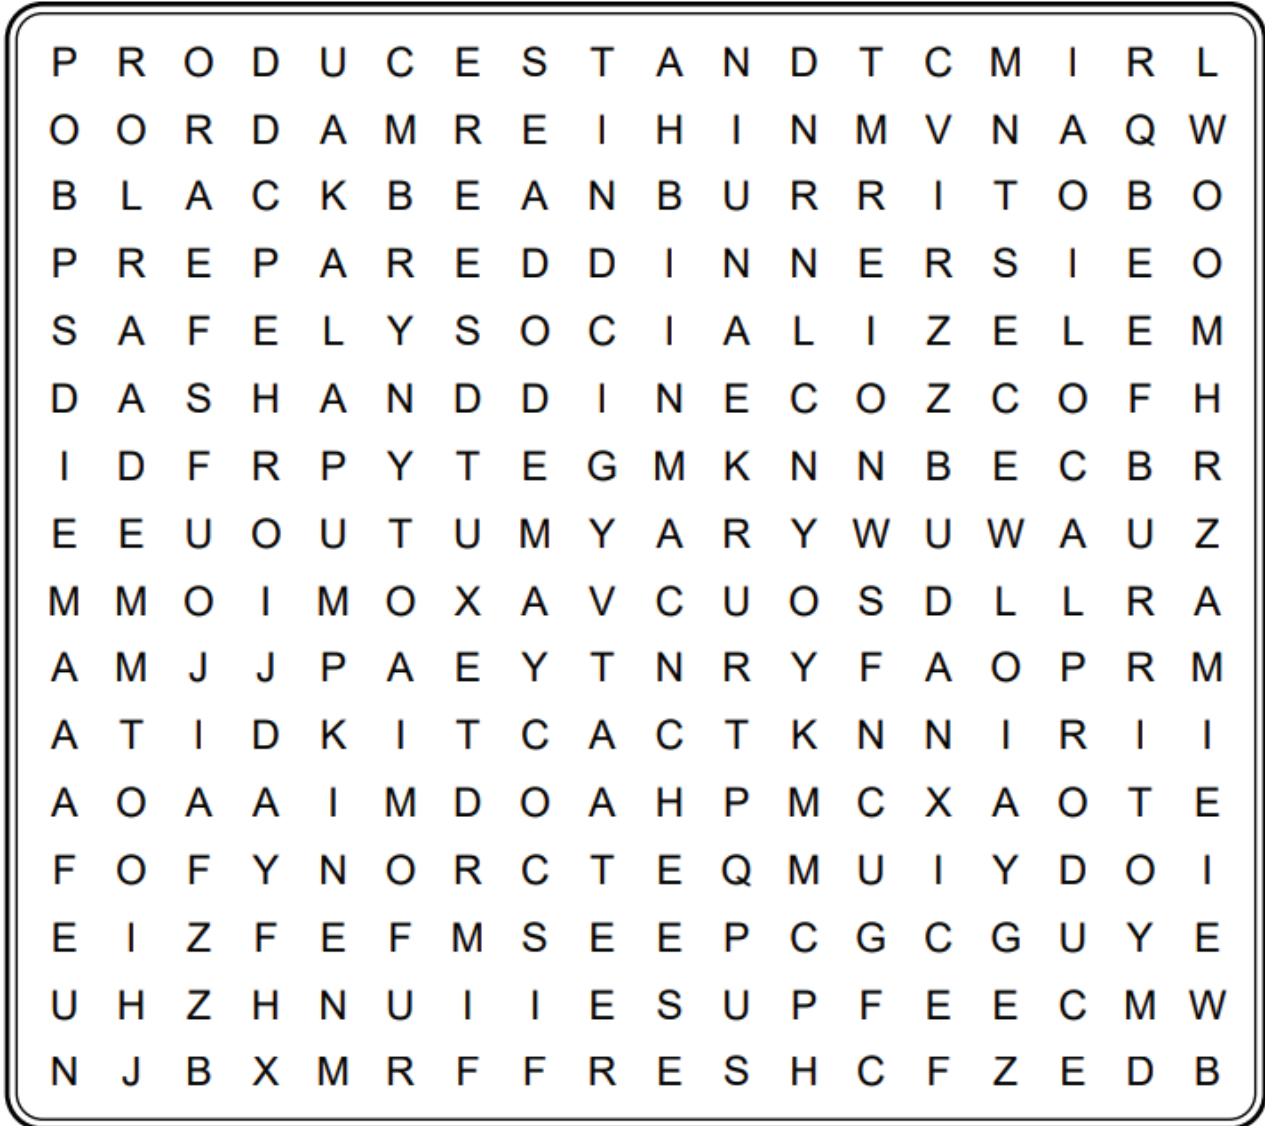 P R O D U C E S T A N D T C M I R L
O O R D A M R E I H I N M V N A Q W
B L A C K B E A N B U R R I T O B O
P R E P A R E D D I N N E R S I E O
S A F E L Y S O C I A L I Z E L E M
D A S H A N D D I N E C O Z C O F H
I D F R P Y T E G M K N N B E C B R
E E U O U T U M Y A R Y W U W A U Z
M M O I M O X A V C U O S D L L R A
A M J J P A E Y T N R Y F A O P R M
A T I D K I T C A C T K N N I R I I
A O A A I M D O A H P M C X A O T E
F O F Y N O R C T E Q M U I Y D O I
E I Z F E F M S E E P C G C G U Y E
U H Z H N U I I E S U P F E E C M W
N J B X M R F F R E S H C F Z E D B